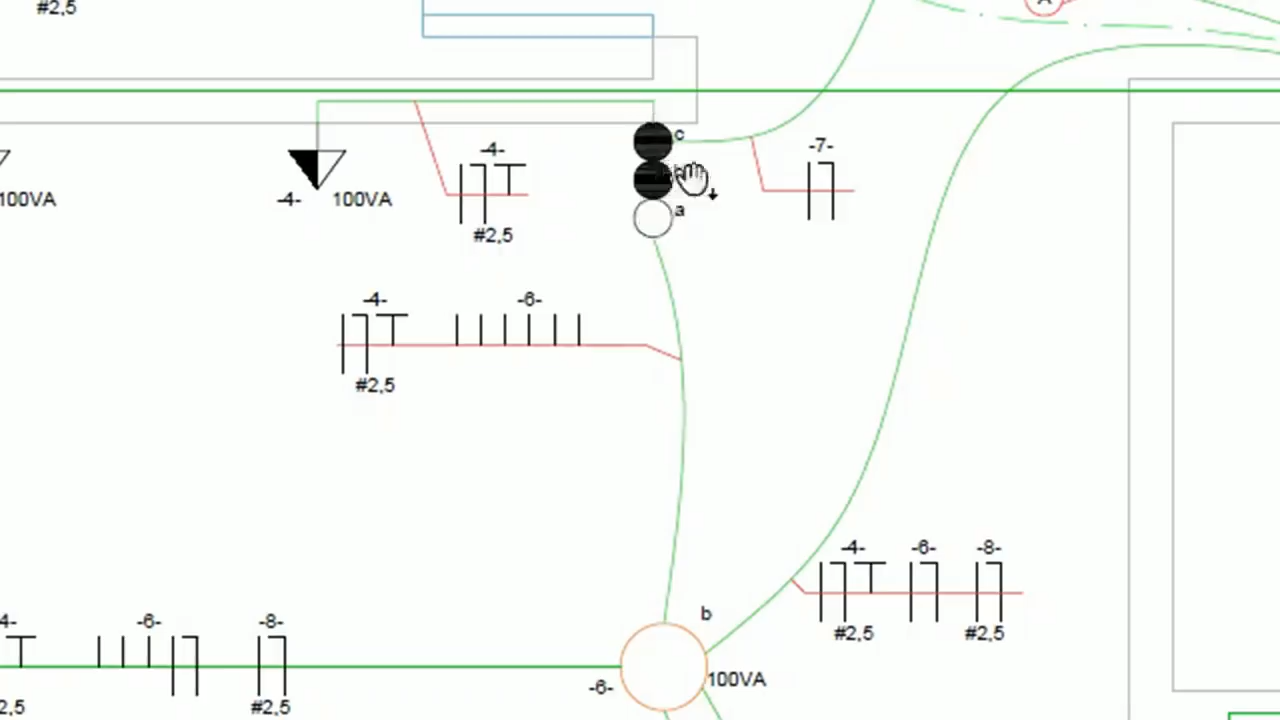 #2,5
A
c
-4-
-7-
100VA
-4-
100VA
a
#2,5
-4-
-6-
#2,5
-4-
-6-
-8-
b
#2,5
#2,5
4-
-6-
-8-
-6-
100VA
2,5
#2,5